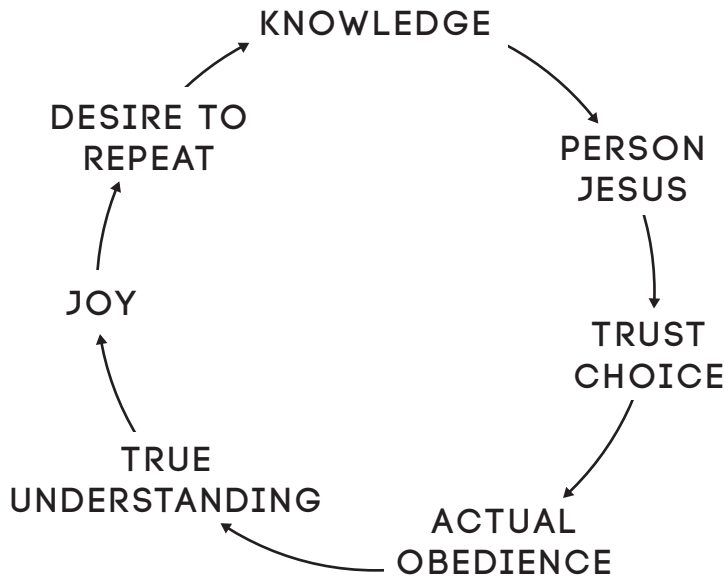 KNOWLEDGE
PERSON
JESUS
TRUST
CHOICE
ACTUAL
OBEDIENCE
TRUE
UNDERSTANDING
JOY
DESIRE TO
REPEAT